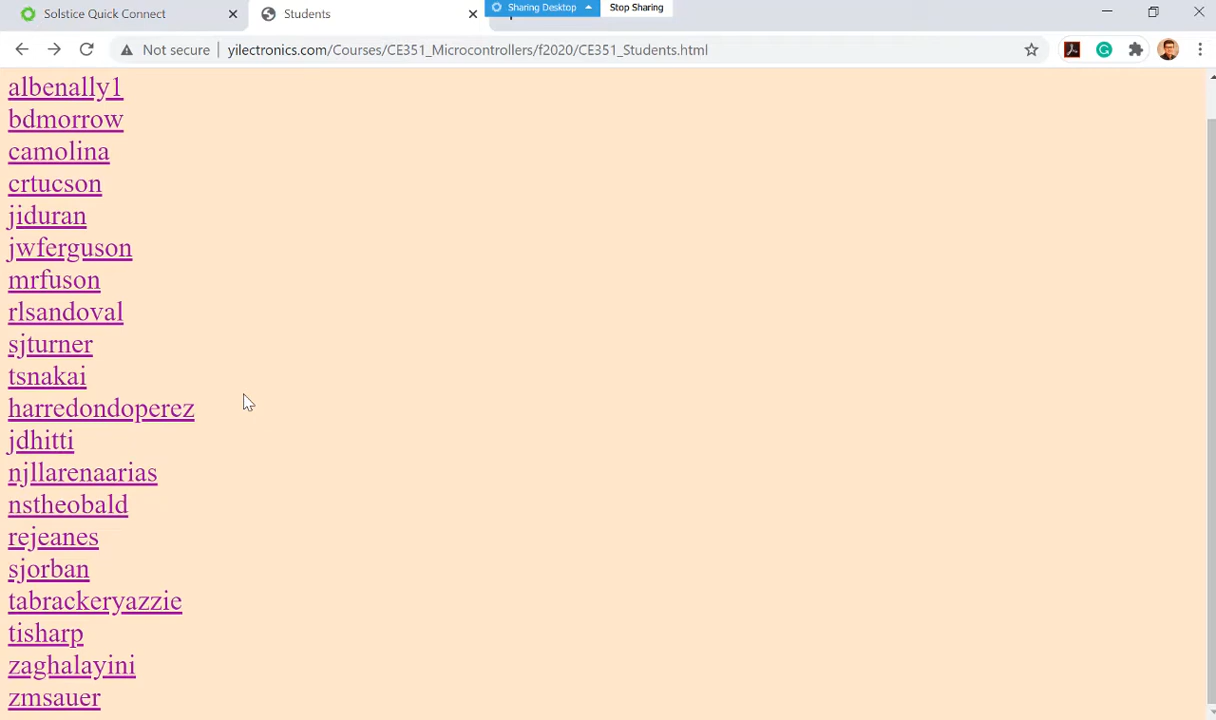 Solstice Quick Connect
Students
Sharing Desktop
Stop Sharing
Not secure
yilectronics.com/Courses/CE351_Microcontrollers/f2020/CE351_Students.html
albenally1
bdmorrow
camolina
crtucson
jiduran
jwferguson
mrfuson
rlsandoval
sjturner
tsnakai
harredondoperez
jdhitti
njllarenaarias
nstheobald
rejeanes
sjorban
tabrackeryazzie
tisharp
zaghalayini
zmsauer